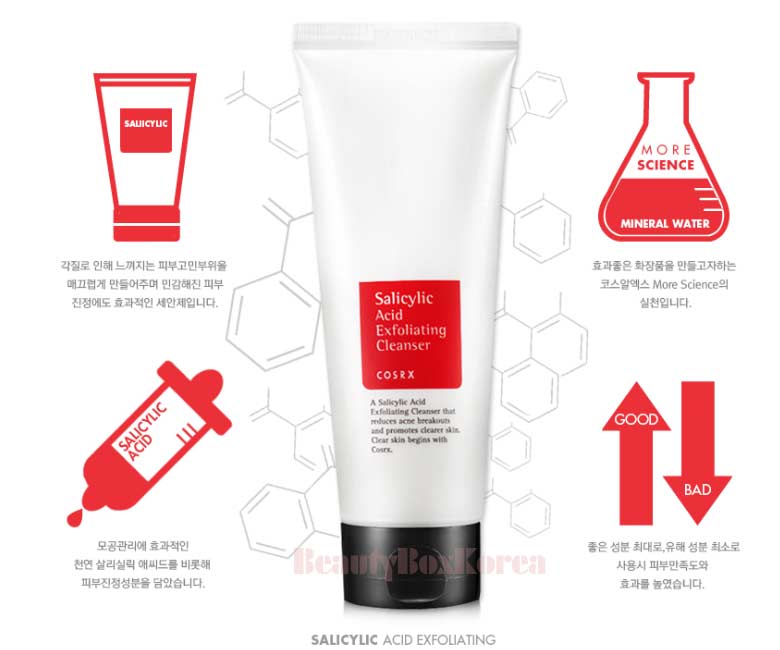 SALICYLIC
각질로 인해 느껴지는 피부고민부위을
매끄럽게 만들어주며 민감해진 피부
진정에도 효과적인 세안제입니다.
SALICYLIC
ACID
모공관리에 효과적인
천연 살리실릭 애씨드를 비롯해
피부진정성분을 담았습니다.
Salicylic
Acid
Exfoliating
Cleanser
COSRX
A Salicylic Acid
Exfoliating Cleanser that
reduces acne breakouts
and promotes clearer skin.
Clear skin begins with
Cosrx.
BeautyBoxKorea
SALICYLIC ACID EXFOLIATING
MORE
SCIENCE
MINERAL WATER
효과좋은 화장품을 만들고자하는
코스알엑스 More Science의
실천입니다.
GOOD
BAD
좋은 성분 최대로,유해 성분 최소로
사용시 피부만족도와
효과를 높였습니다.